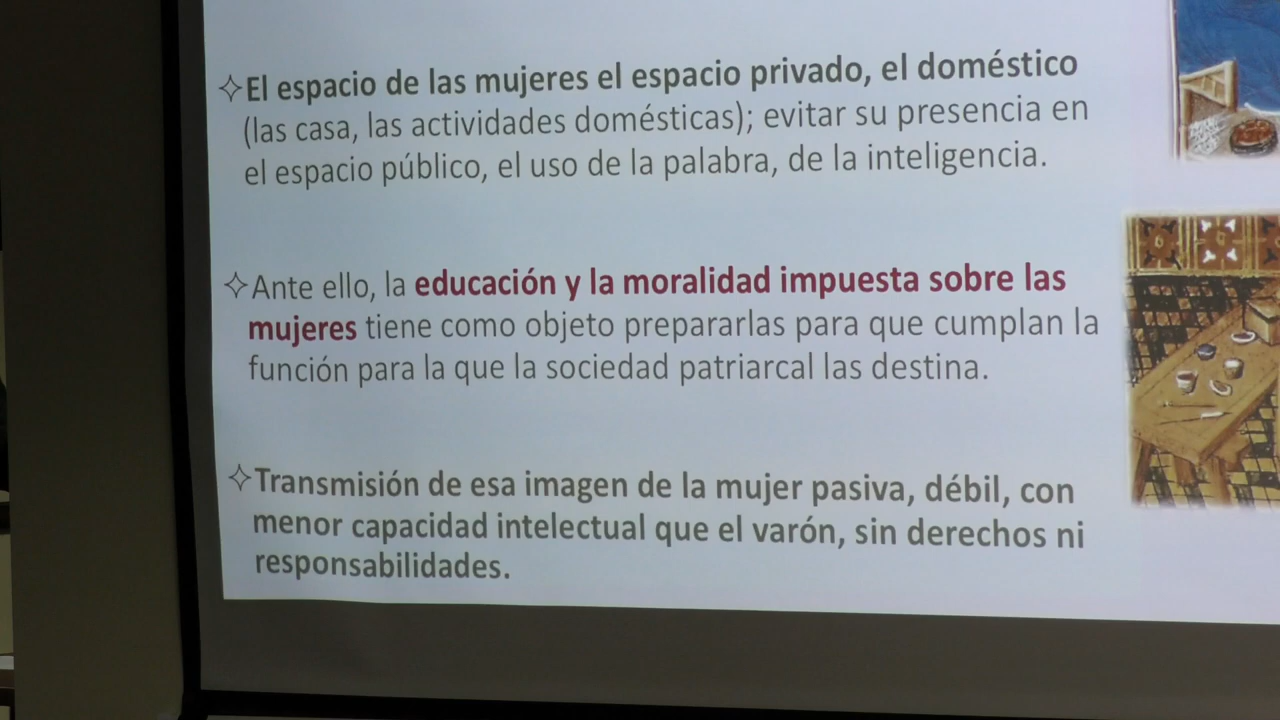 ✧El espacio de las mujeres el espacio privado, el doméstico
(las casa, las actividades domésticas); evitar su presencia en
el espacio público, el uso de la palabra, de la inteligencia.
✧Ante ello, la educación y la moralidad impuesta sobre las
mujeres tiene como objeto prepararlas para que cumplan la
función para la que la sociedad patriarcal las destina.
✧Transmisión de esa imagen de la mujer pasiva, débil, con
menor capacidad intelectual que el varón, sin derechos ni
responsabilidades.